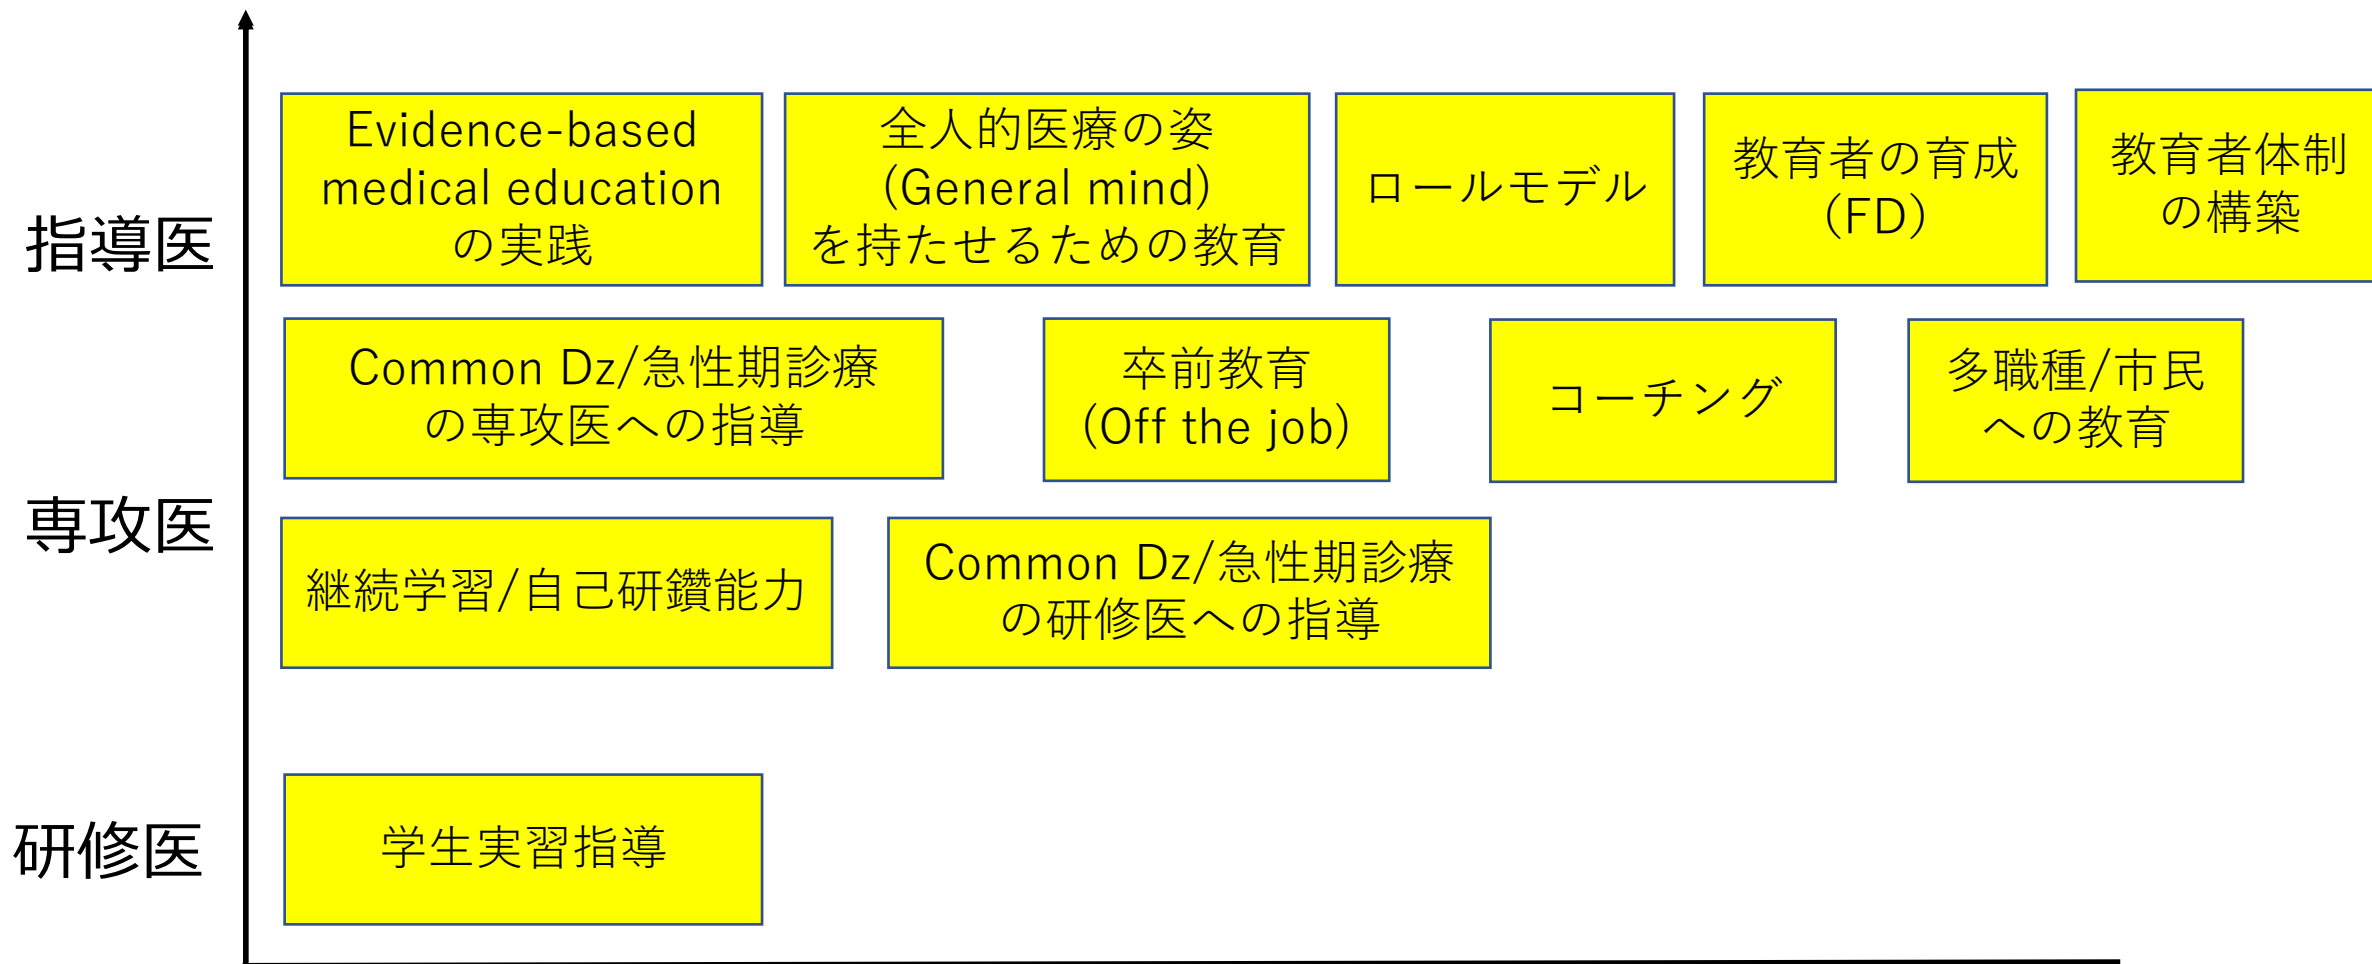 Evidence-based
medical education
の実践
全人的医療の姿
(General mind)
を持たせるための教育
ロールモデル
教育者の育成
(FD)
教育者体制
の構築
指導医
Common Dz/急性期診療
の専攻医への指導
卒前教育
(Off the job)
コーチング
多職種/市民
への教育
専攻医
継続学習/自己研鑽能力
Common Dz/急性期診療
の研修医への指導
研修医
学生実習指導